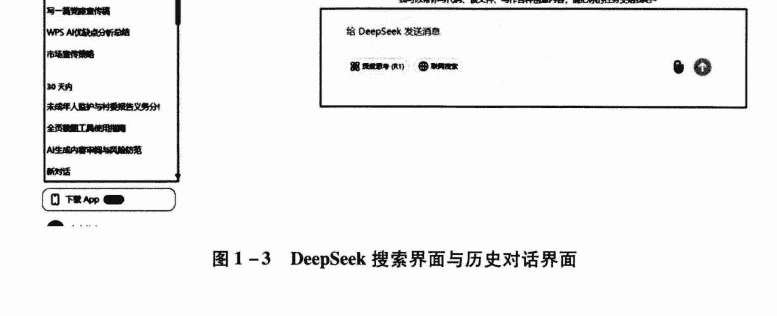 写一篇党建宣传稿
WPS AI优缺点分析总结
市场宣传策略
30 天内
未成年人监护与村委报告义务分
全页截图工具使用指南
AI生成内容审阅与风险防范
新对话
下载 App
给 DeepSeek 发送消息
深度思考 (R1)
联网搜索
图 1-3 DeepSeek 搜索界面与历史对话界面